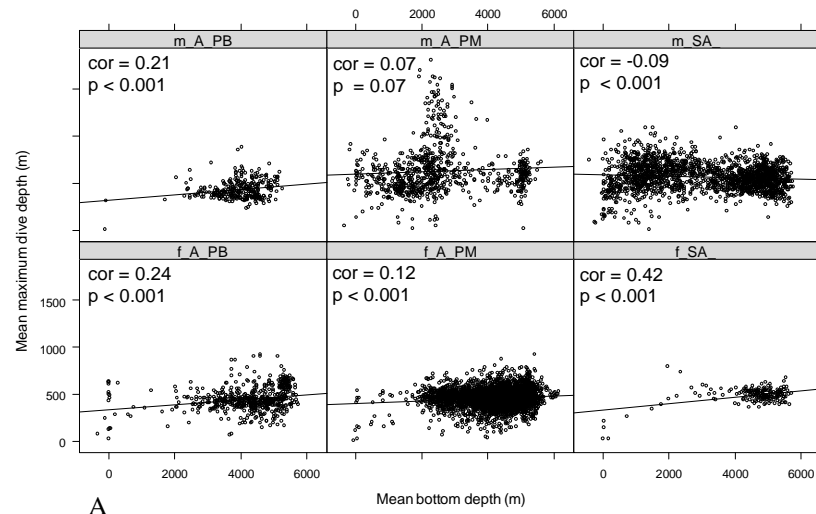 0 2000 4000 6000
m_A_PB m_A_PM m_SA_
cor = 0.21
p < 0.001
cor = 0.07
p = 0.07
cor = -0.09
p < 0.001
f_A_PB f_A_PM f_SA_
cor = 0.24
p < 0.001
cor = 0.12
p < 0.001
cor = 0.42
p < 0.001
Mean maximum dive depth (m)
1500
1000
500
0
0 2000 4000 6000 0 2000 4000 6000
Mean bottom depth (m)
A